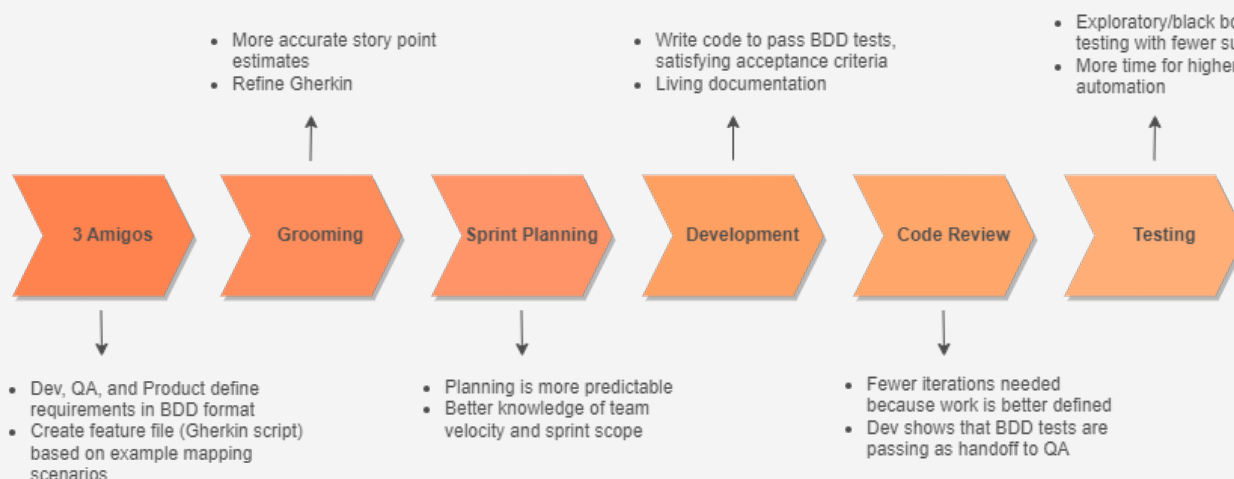 More accurate story point
estimates
Refine Gherkin
Write code to pass BDD tests,
satisfying acceptance criteria
Living documentation
Exploratory/black
testing with fewer
More time for higher
automation
3 Amigos
Grooming
Sprint Planning
Development
Code Review
Testing
Dev, QA, and Product define
requirements in BDD format
Create feature file (Gherkin script)
based on example mapping
scenarios
Planning is more predictable
Better knowledge of team
velocity and sprint scope
Fewer iterations needed
because work is better defined
Dev shows that BDD tests are
passing as handoff to QA